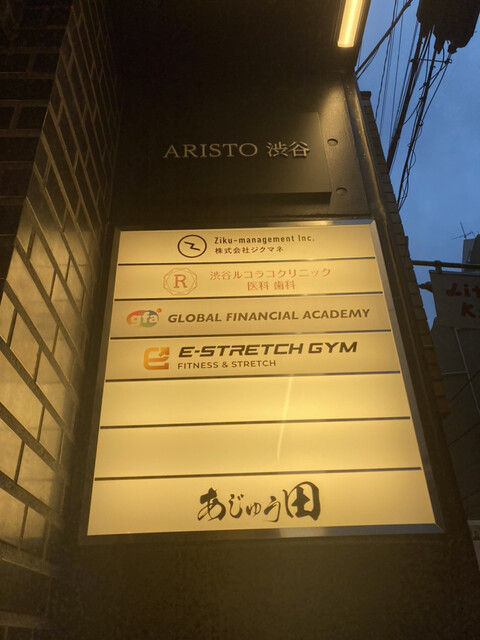 ARISTO 渋谷
Ziku-management Inc.
株式会社ジクマネ
R
渋谷ルコラコクリニック
医科 歯科
gfa
GLOBAL FINANCIAL ACADEMY
E-STRETCH GYM
FITNESS & STRETCH
あじゅう田